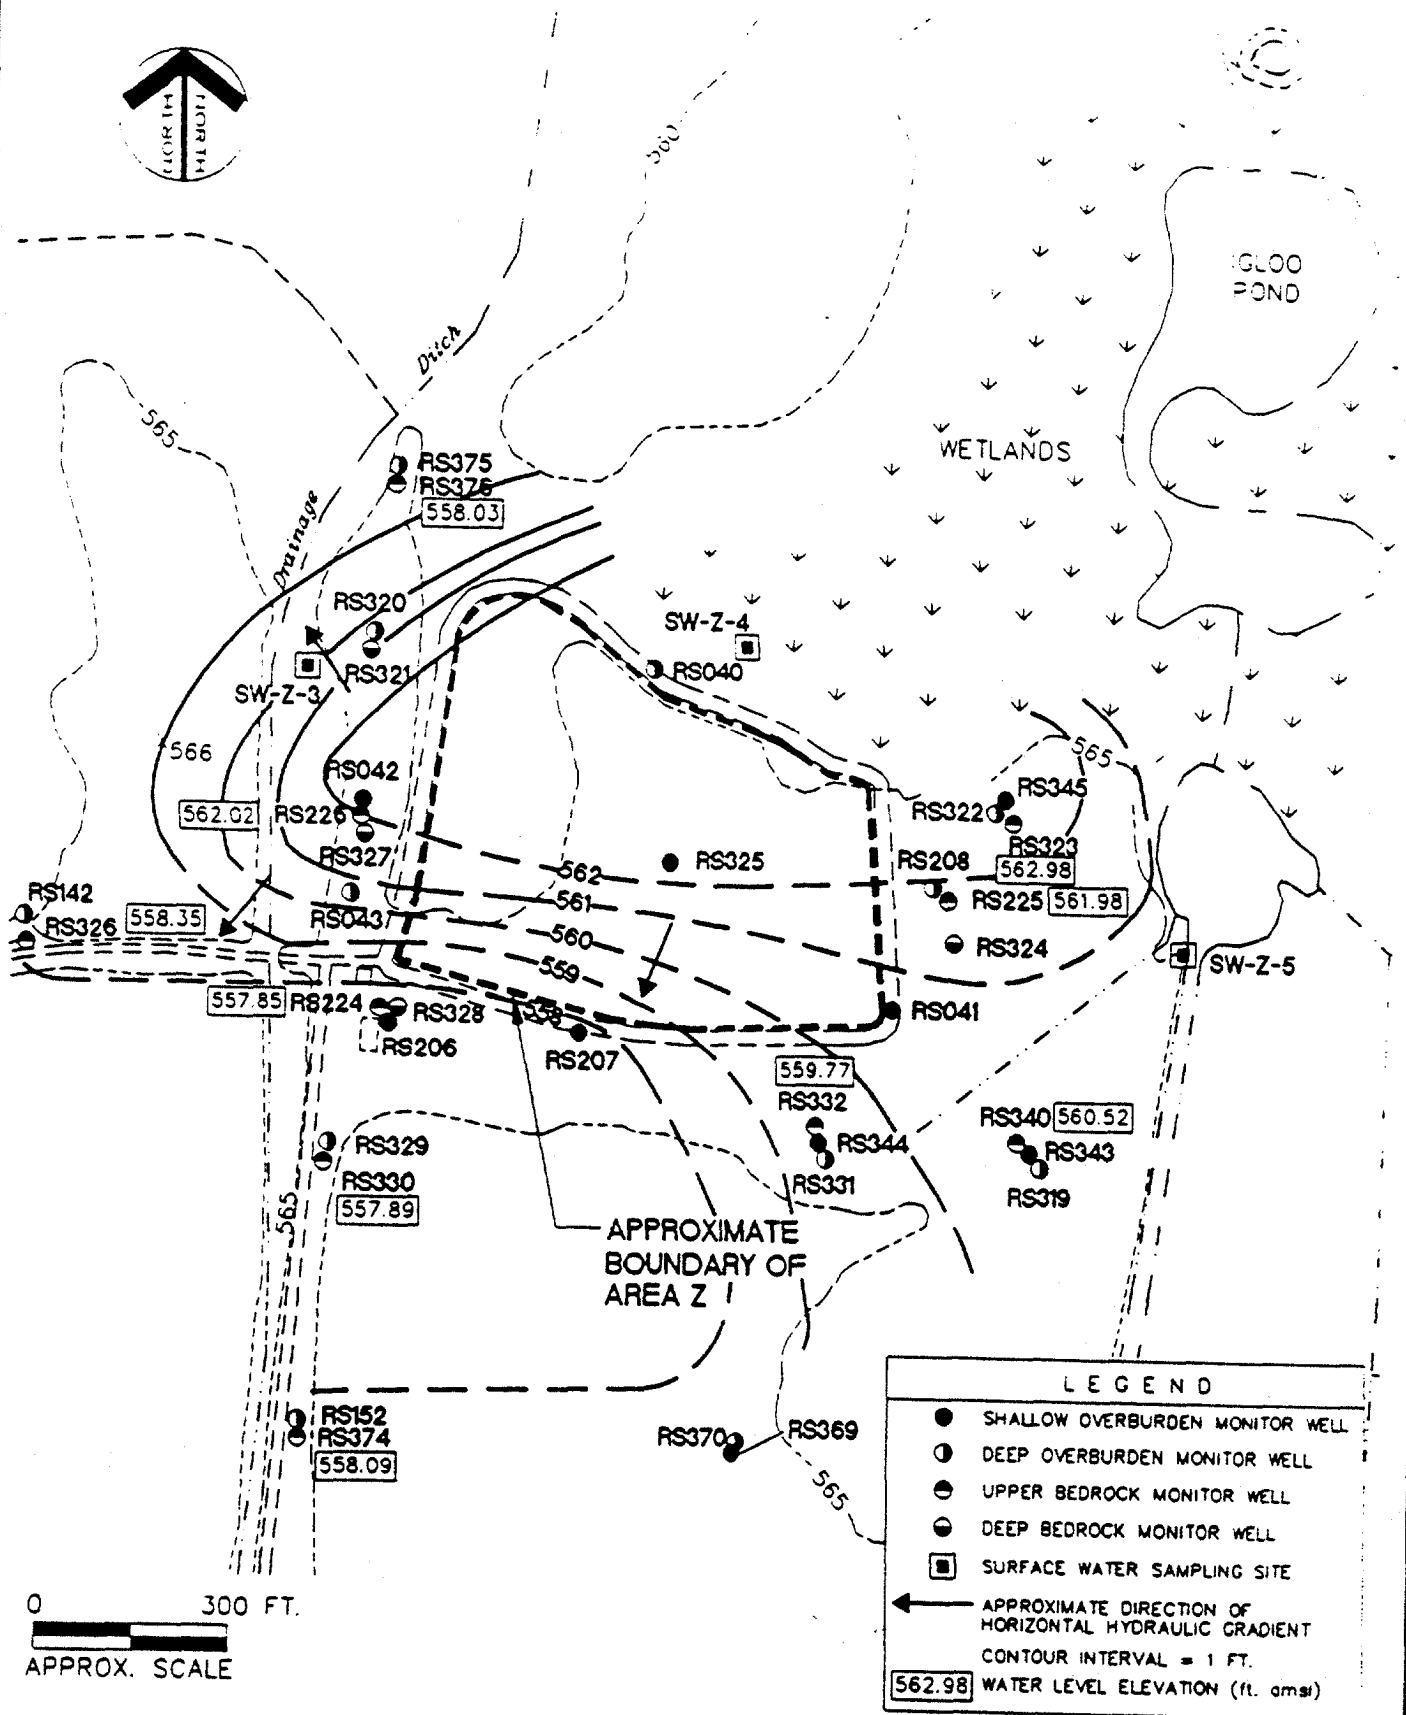 NORTH
560
IGLOO
POND
Ditch
565
WETLANDS
RS375
RS376
558.03
Drainage
RS320
SW-Z-4
RS321
RS040
SW-Z-3
566
565
RS042
RS345
562.02
RS226
RS322
RS327
RS323
562
RS325
RS208
562.98
RS142
561
RS225
561.98
RS326
558.35
RS043
560
RS324
559
SW-Z-5
557.85
RS224
RS328
558
RS041
RS206
RS207
559.77
RS332
RS340
560.52
RS329
RS344
RS343
RS330
RS331
RS319
557.89
565
APPROXIMATE
BOUNDARY OF
AREA Z
RS152
RS374
558.09
RS370
RS369
565
LEGEND
SHALLOW OVERBURDEN MONITOR WELL
DEEP OVERBURDEN MONITOR WELL
UPPER BEDROCK MONITOR WELL
DEEP BEDROCK MONITOR WELL
SURFACE WATER SAMPLING SITE
APPROXIMATE DIRECTION OF
HORIZONTAL HYDRAULIC GRADIENT
CONTOUR INTERVAL = 1 FT.
562.98 WATER LEVEL ELEVATION (ft. amsl)
0 300 FT.
APPROX. SCALE